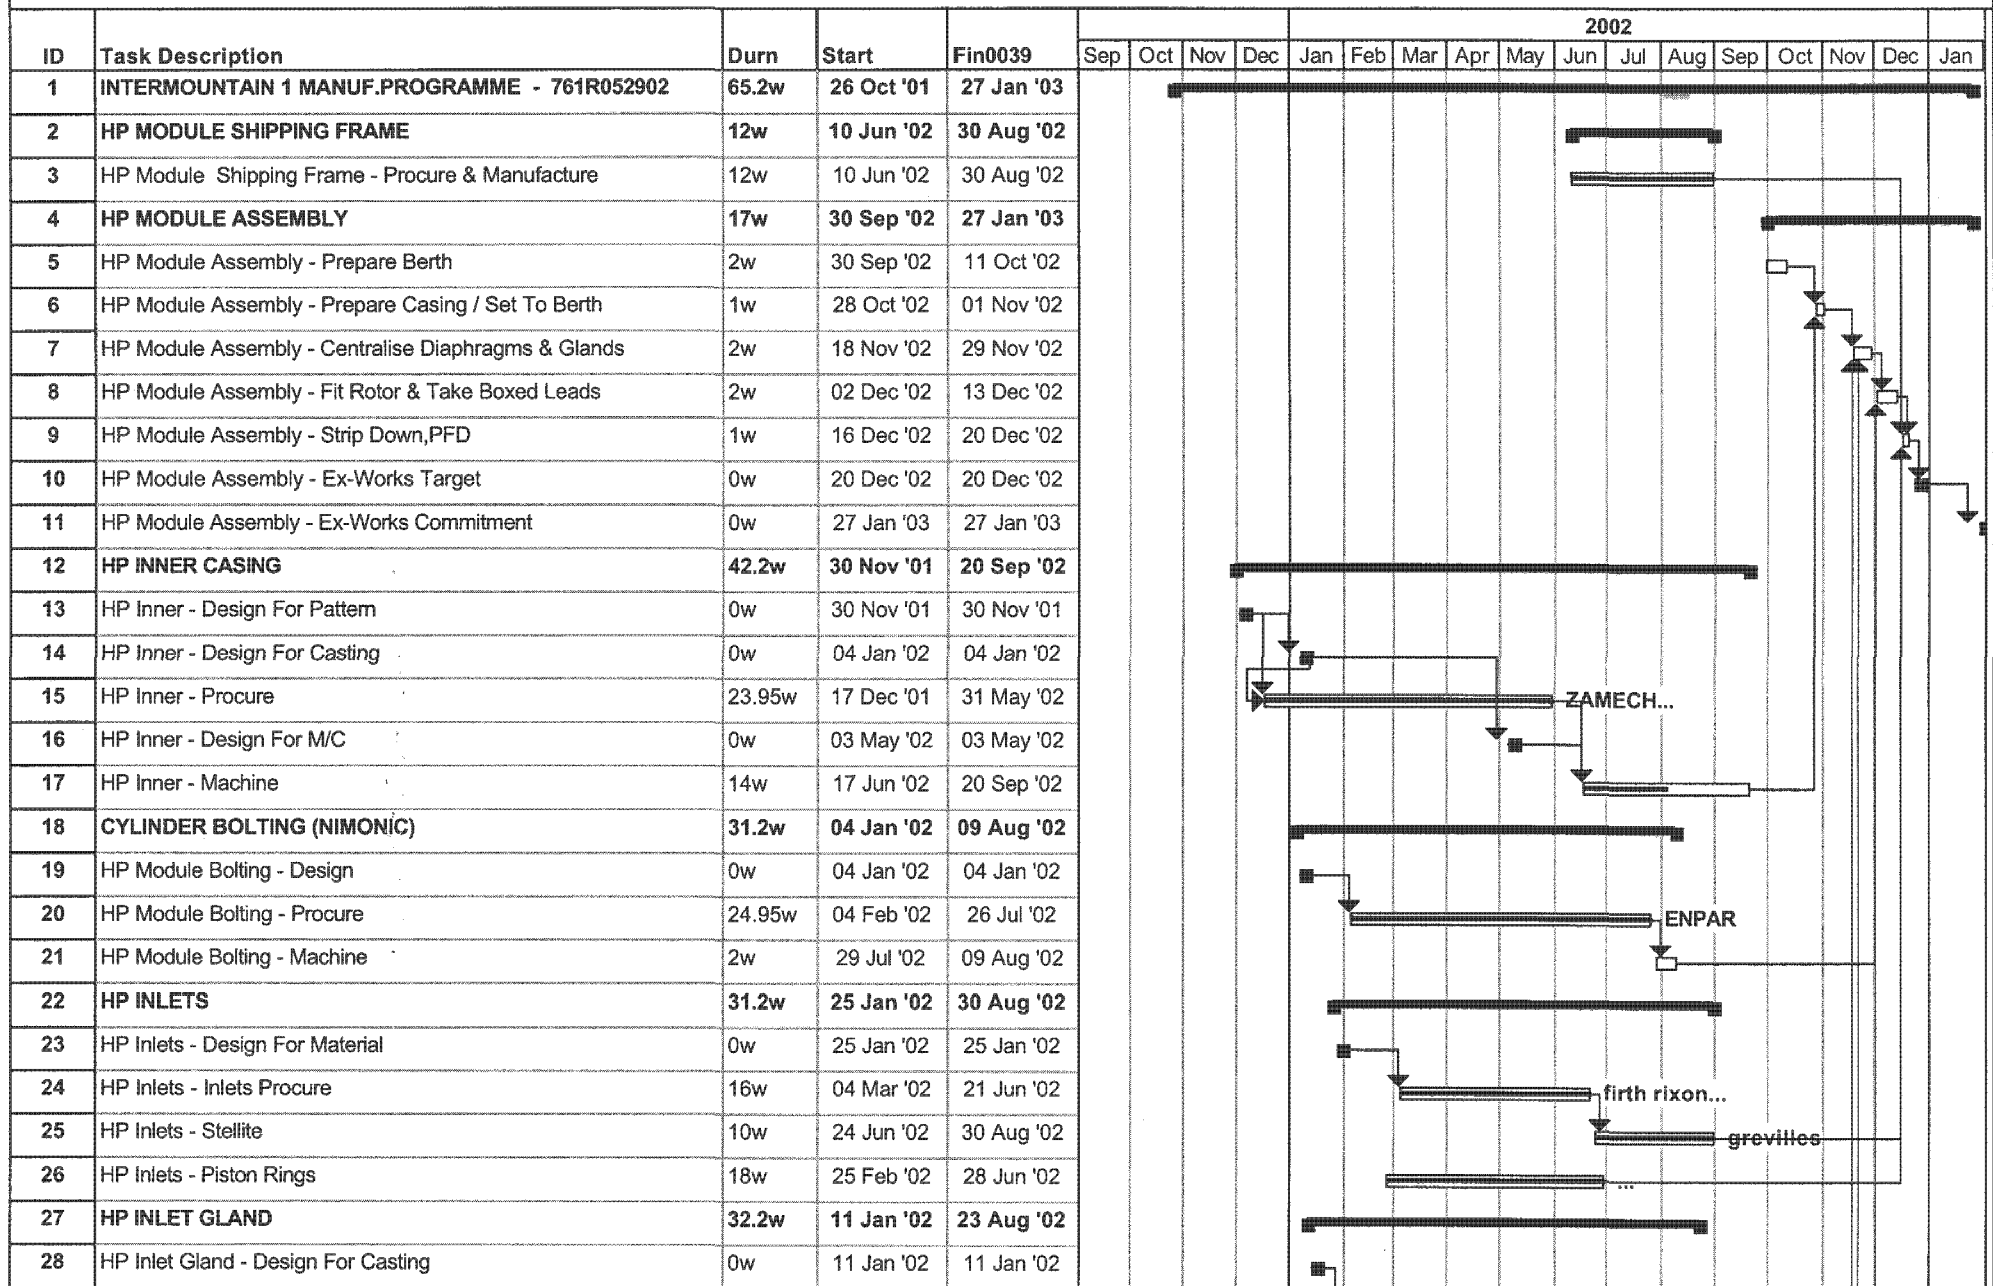 2002
ID Task Description Durn Start Fin0039 Sep Oct Nov Dec Jan Feb Mar Apr May Jun Jul Aug Sep Oct Nov Dec Jan
1 INTERMOUNTAIN 1 MANUF.PROGRAMME - 761R052902 65.2w 26 Oct '01 27 Jan '03
2 HP MODULE SHIPPING FRAME 12w 10 Jun '02 30 Aug '02
3 HP Module Shipping Frame - Procure & Manufacture 12w 10 Jun '02 30 Aug '02
4 HP MODULE ASSEMBLY 17w 30 Sep '02 27 Jan '03
5 HP Module Assembly - Prepare Berth 2w 30 Sep '02 11 Oct '02
6 HP Module Assembly - Prepare Casing / Set To Berth 1w 28 Oct '02 01 Nov '02
7 HP Module Assembly - Centralise Diaphragms & Glands 2w 18 Nov '02 29 Nov '02
8 HP Module Assembly - Fit Rotor & Take Boxed Leads 2w 02 Dec '02 13 Dec '02
9 HP Module Assembly - Strip Down,PFD 1w 16 Dec '02 20 Dec '02
10 HP Module Assembly - Ex-Works Target 0w 20 Dec '02 20 Dec '02
11 HP Module Assembly - Ex-Works Commitment 0w 27 Jan '03 27 Jan '03
12 HP INNER CASING 42.2w 30 Nov '01 20 Sep '02
13 HP Inner - Design For Pattern 0w 30 Nov '01 30 Nov '01
14 HP Inner - Design For Casting 0w 04 Jan '02 04 Jan '02
15 HP Inner - Procure 23.95w 17 Dec '01 31 May '02 ZAMECH...
16 HP Inner - Design For M/C 0w 03 May '02 03 May '02
17 HP Inner - Machine 14w 17 Jun '02 20 Sep '02
18 CYLINDER BOLTING (NIMONIC) 31.2w 04 Jan '02 09 Aug '02
19 HP Module Bolting - Design 0w 04 Jan '02 04 Jan '02
20 HP Module Bolting - Procure 24.95w 04 Feb '02 26 Jul '02 ENPAR
21 HP Module Bolting - Machine 2w 29 Jul '02 09 Aug '02
22 HP INLETS 31.2w 25 Jan '02 30 Aug '02
23 HP Inlets - Design For Material 0w 25 Jan '02 25 Jan '02
24 HP Inlets - Inlets Procure 16w 04 Mar '02 21 Jun '02 firth rixon...
25 HP Inlets - Stellite 10w 24 Jun '02 30 Aug '02 grevilles
26 HP Inlets - Piston Rings 18w 25 Feb '02 28 Jun '02 ...
27 HP INLET GLAND 32.2w 11 Jan '02 23 Aug '02
28 HP Inlet Gland - Design For Casting 0w 11 Jan '02 11 Jan '02